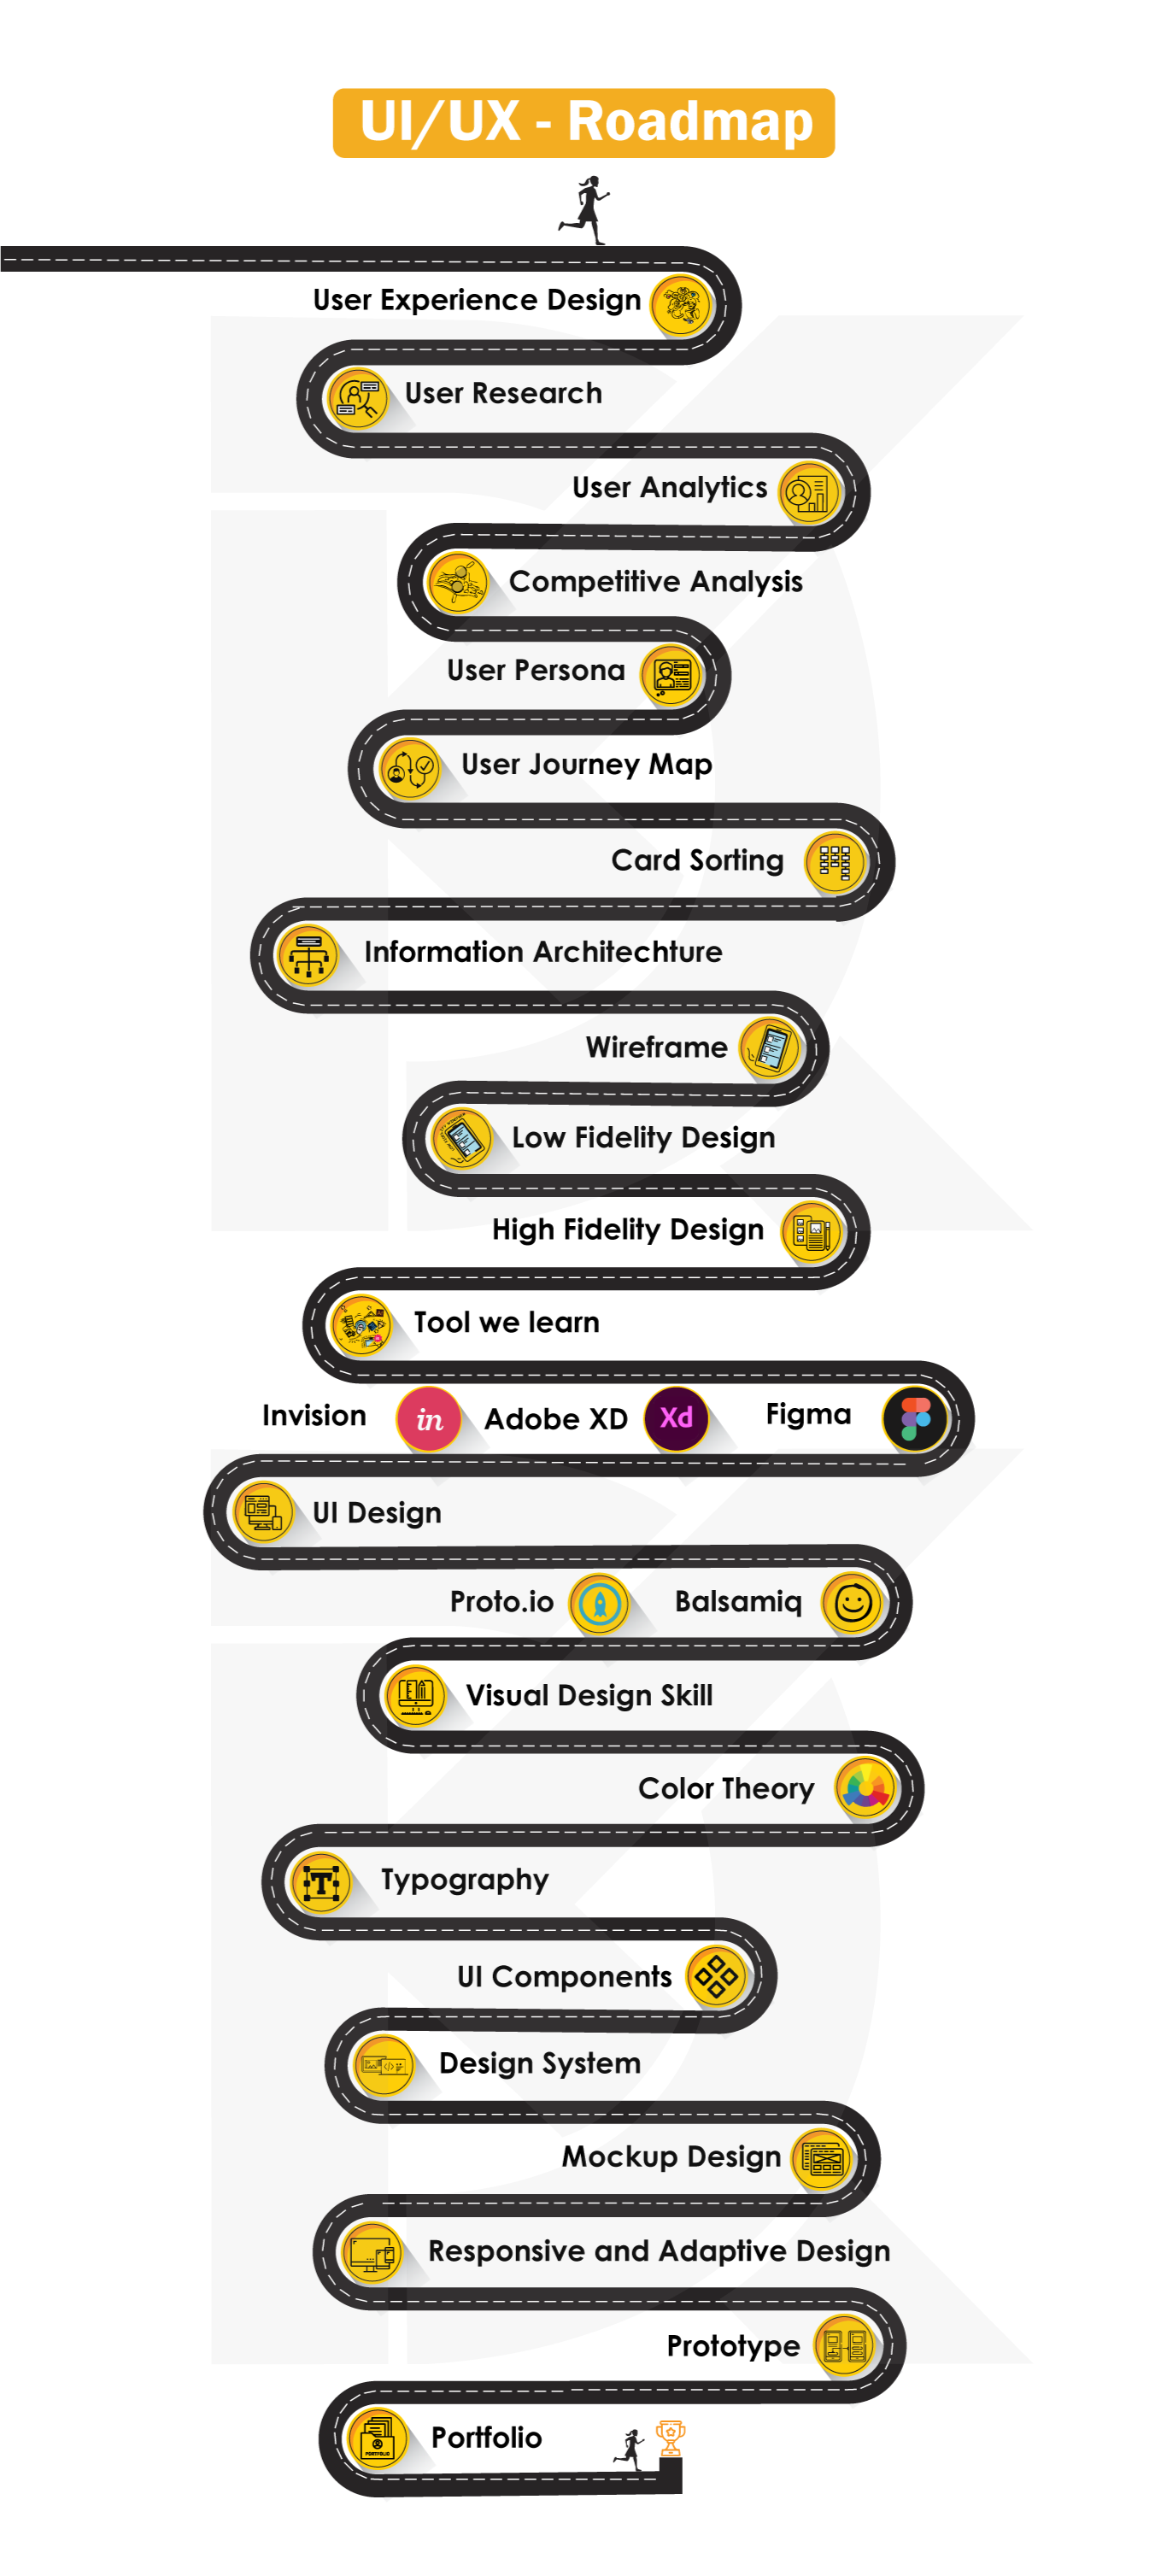 UI/UX - Roadmap
User Experience Design
User Research
User Analytics
Competitive Analysis
User Persona
User Journey Map
Card Sorting
Information Architechture
Wireframe
Low Fidelity Design
High Fidelity Design
Tool we learn
Invision in Adobe XD Xd Figma
UI Design
Proto.io Balsamiq
Visual Design Skill
Color Theory
Typography
T
UI Components
Design System
</>
Mockup Design
Responsive and Adaptive Design
Prototype
Portfolio
PORTFOLIO